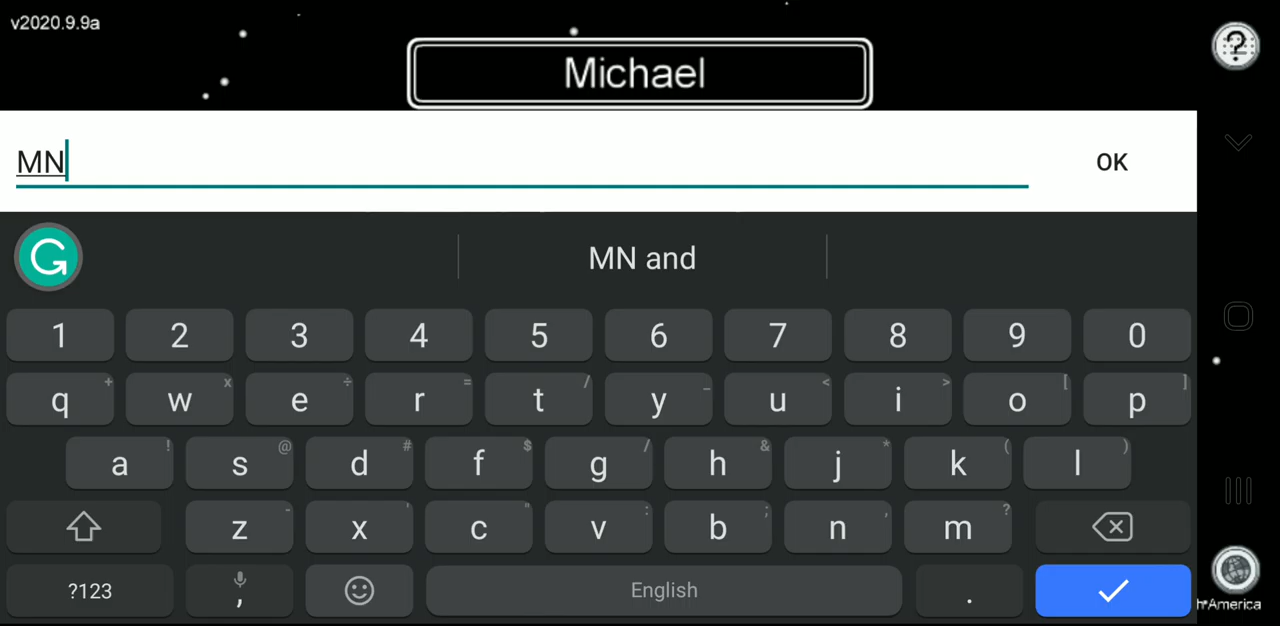 v2020.9.9a
Michael
MN
OK
MN and
1 2 3 4 5 6 7 8 9 0
q + w x e ÷ r = t / y _ u < i > o [ p ]
a ! s @ d # f $ g / h & j * k ( l )
z - x ' c " v : b ; n , m ?
?123 , English .
h America